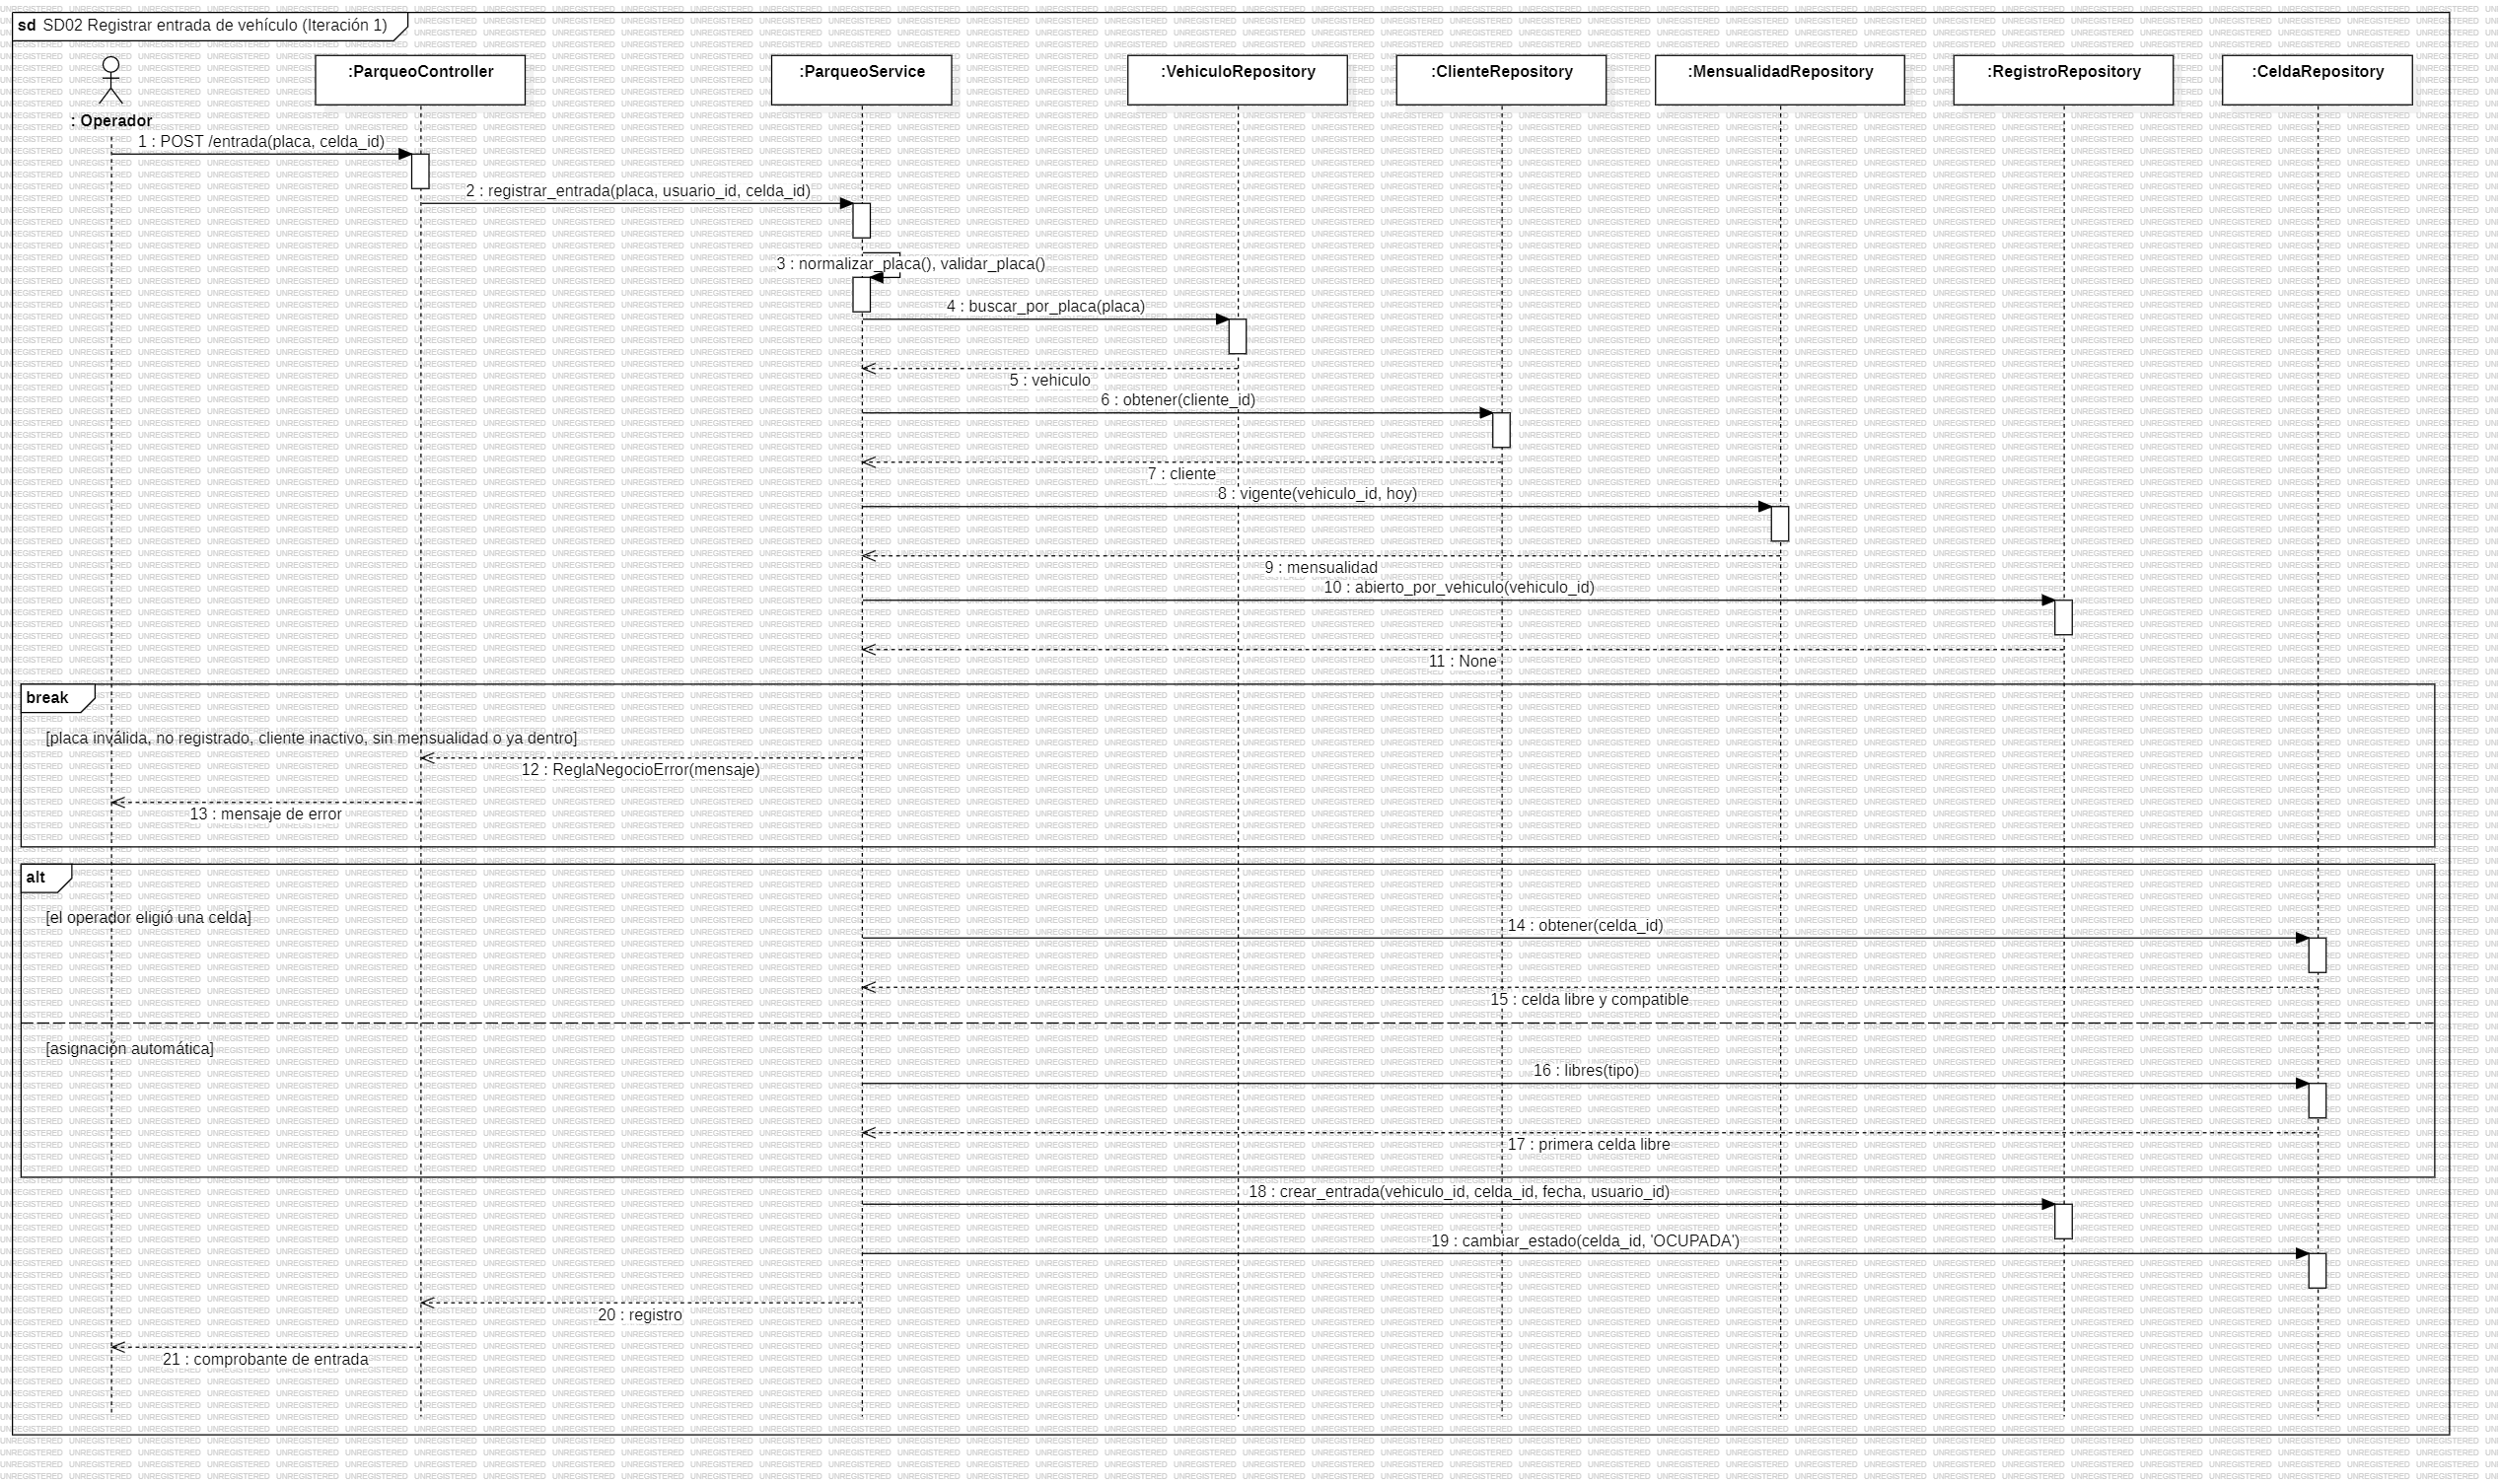 sd SD02 Registrar entrada de vehículo (Iteración 1)
:ParqueoController
:ParqueoService
:VehiculoRepository
:ClienteRepository
:MensualidadRepository
:RegistroRepository
:CeldaRepository
: Operador
1 : POST /entrada(placa, celda_id)
2 : registrar_entrada(placa, usuario_id, celda_id)
3 : normalizar_placa(), validar_placa()
4 : buscar_por_placa(placa)
5 : vehiculo
6 : obtener(cliente_id)
7 : cliente
8 : vigente(vehiculo_id, hoy)
9 : mensualidad
10 : abierto_por_vehiculo(vehiculo_id)
11 : None
break
[placa inválida, no registrado, cliente inactivo, sin mensualidad o ya dentro]
12 : ReglaNegocioError(mensaje)
13 : mensaje de error
alt
[el operador eligió una celda]
14 : obtener(celda_id)
15 : celda libre y compatible
[asignación automática]
16 : libres(tipo)
17 : primera celda libre
18 : crear_entrada(vehiculo_id, celda_id, fecha, usuario_id)
19 : cambiar_estado(celda_id, 'OCUPADA')
20 : registro
21 : comprobante de entrada
UNREGISTERED